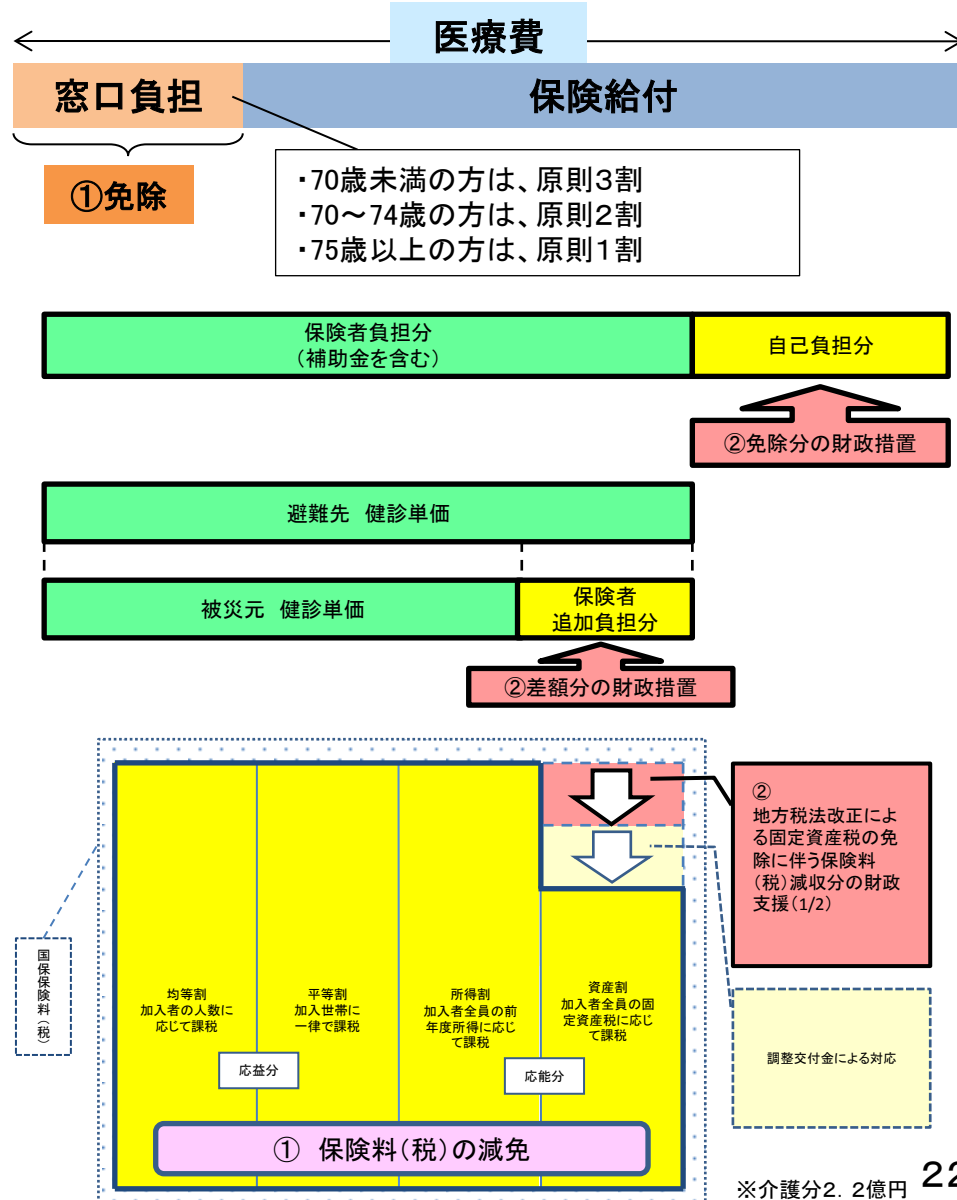 医療費
窓口負担
保険給付
①免除
・70歳未満の方は、原則3割
・70～74歳の方は、原則2割
・75歳以上の方は、原則1割
保険者負担分
（補助金を含む）
自己負担分
②免除分の財政措置
避難先 健診単価
被災元 健診単価
保険者
追加負担分
②差額分の財政措置
②
地方税法改正によ
る固定資産税の免
除に伴う保険料
（税）減収分の財政
支援（1/2）
国保保険料（税）
均等割
加入者の人数に
応じて課税
平等割
加入世帯に
一律で課税
所得割
加入者全員の前
年度所得に応じ
て課税
資産割
加入者全員の固
定資産税に応じ
て課税
応益分
応能分
調整交付金による対応
① 保険料（税）の減免
※介護分2．2億円
22